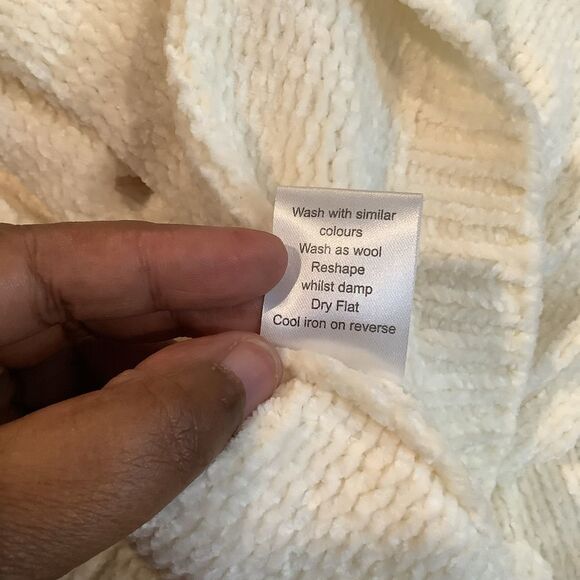 Wash with similar
colours
Wash as wool
Reshape
whilst damp
Dry Flat
Cool iron on reverse